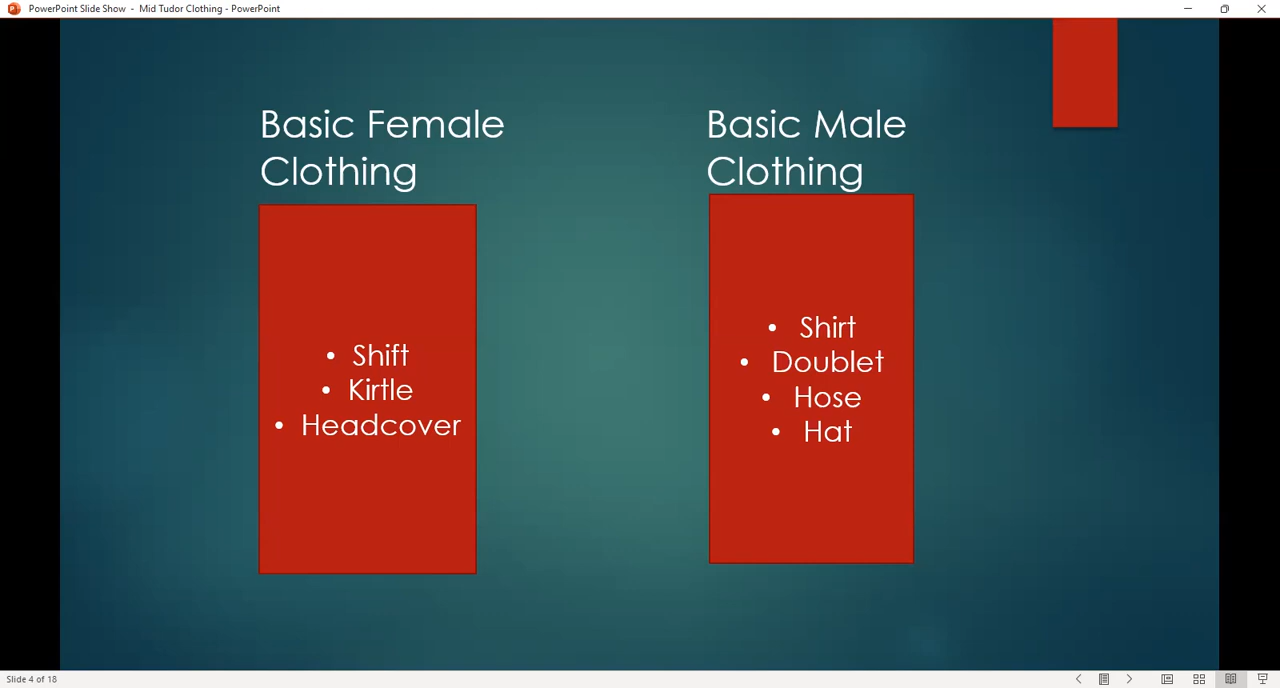 PowerPoint Slide Show - Mid Tudor Clothing - PowerPoint
Basic Female
Clothing
• Shift
• Kirtle
• Headcover
Basic Male
Clothing
• Shirt
• Doublet
• Hose
• Hat
Slide 4 of 18